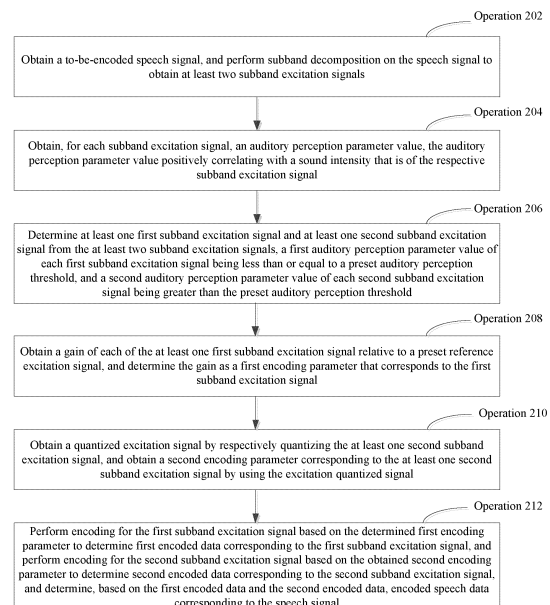 Operation 202
Obtain a to-be-encoded speech signal, and perform subband decomposition on the speech signal to
obtain at least two subband excitation signals
Operation 204
Obtain, for each subband excitation signal, an auditory perception parameter value, the auditory
perception parameter value positively correlating with a sound intensity that is of the respective
subband excitation signal
Operation 206
Determine at least one first subband excitation signal and at least one second subband excitation
signal from the at least two subband excitation signals, a first auditory perception parameter value of
each first subband excitation signal being less than or equal to a preset auditory perception
threshold, and a second auditory perception parameter value of each second subband excitation
signal being greater than the preset auditory perception threshold
Operation 208
Obtain a gain of each of the at least one first subband excitation signal relative to a preset reference
excitation signal, and determine the gain as a first encoding parameter that corresponds to the first
subband excitation signal
Operation 210
Obtain a quantized excitation signal by respectively quantizing the at least one second subband
excitation signal, and obtain a second encoding parameter corresponding to the at least one second
subband excitation signal by using the excitation quantized signal
Operation 212
Perform encoding for the first subband excitation signal based on the determined first encoding
parameter to determine first encoded data corresponding to the first subband excitation signal, and
perform encoding for the second subband excitation signal based on the obtained second encoding
parameter to determine second encoded data corresponding to the second subband excitation signal,
and determine, based on the first encoded data and the second encoded data, encoded speech data
corresponding to the speech signal